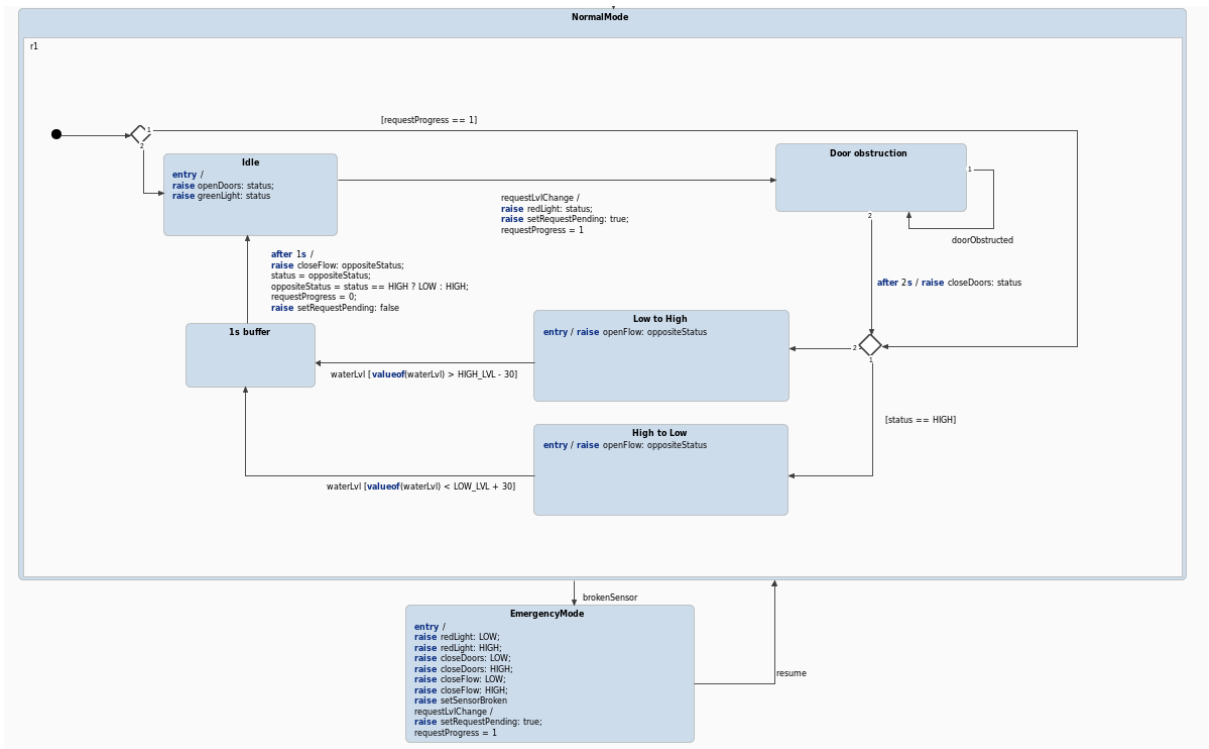 NormalMode
r1
[requestProgress == 1]
1
2
Idle
entry /
raise openDoors: status;
raise greenLight: status
Door obstruction
1
2
requestLvlChange /
raise redLight: status;
raise setRequestPending: true;
requestProgress = 1
doorObstructed
after 1s /
raise closeFlow: oppositeStatus;
status = oppositeStatus;
oppositeStatus = status == HIGH ? LOW : HIGH;
requestProgress = 0;
raise setRequestPending: false
after 2s / raise closeDoors: status
1s buffer
Low to High
entry / raise openFlow: oppositeStatus
2
1
waterLvl [valueof(waterLvl) > HIGH_LVL - 30]
[status == HIGH]
High to Low
entry / raise openFlow: oppositeStatus
waterLvl [valueof(waterLvl) < LOW_LVL + 30]
brokenSensor
EmergencyMode
entry /
raise redLight: LOW;
raise redLight: HIGH;
raise closeDoors: LOW;
raise closeDoors: HIGH;
raise closeFlow: LOW;
raise closeFlow: HIGH;
raise setSensorBroken
requestLvlChange /
raise setRequestPending: true;
requestProgress = 1
resume